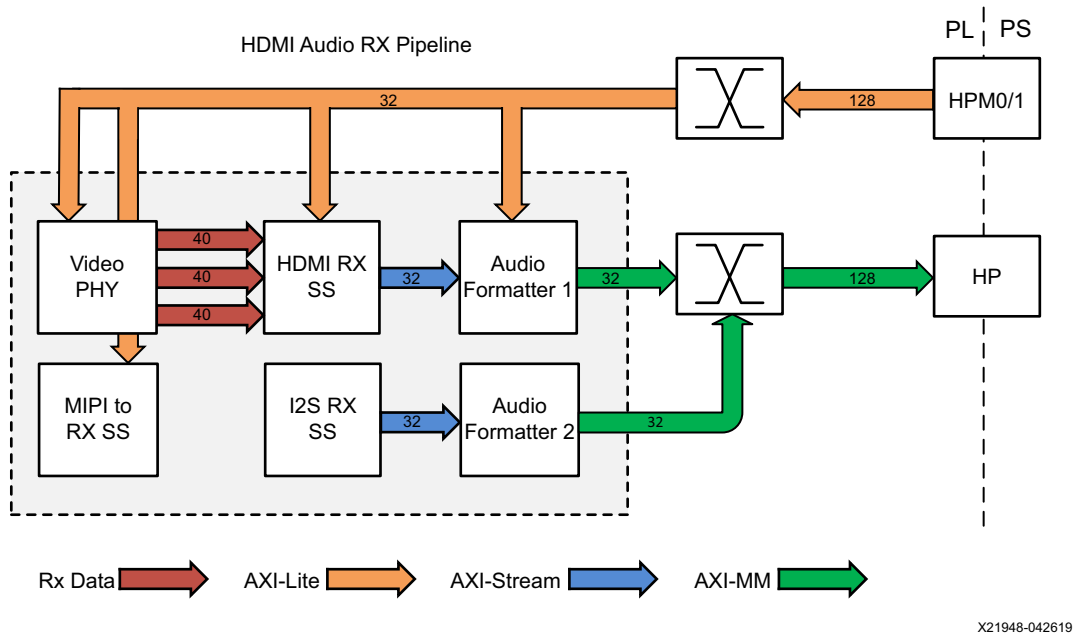 PL PS
HDMI Audio RX Pipeline
32
128
HPM0/1
Video
PHY
40
40
40
HDMI RX
SS
32
Audio
Formatter 1
32
128
HP
MIPI to
RX SS
I2S RX
SS
32
Audio
Formatter 2
32
Rx Data
AXI-Lite
AXI-Stream
AXI-MM
X21948-042619